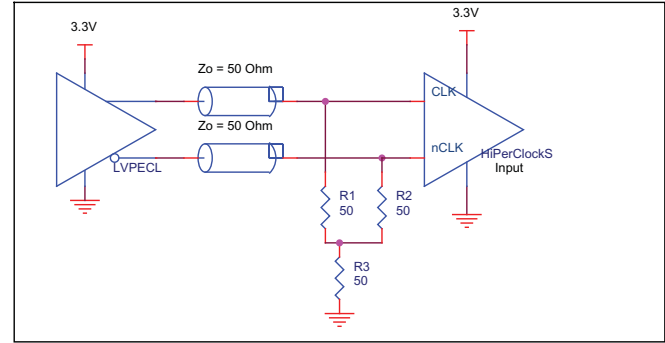 3.3V
3.3V
Zo = 50 Ohm
CLK
Zo = 50 Ohm
nCLK
HiPerClockS
LVPECL
Input
R1
50
R2
50
R3
50